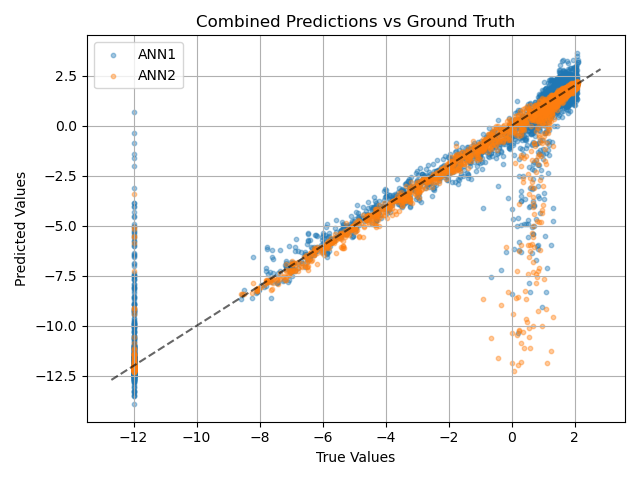 Combined Predictions vs Ground Truth
ANN1
ANN2
Predicted Values
2.5
0.0
−2.5
−5.0
−7.5
−10.0
−12.5
−12 −10 −8 −6 −4 −2 0 2
True Values